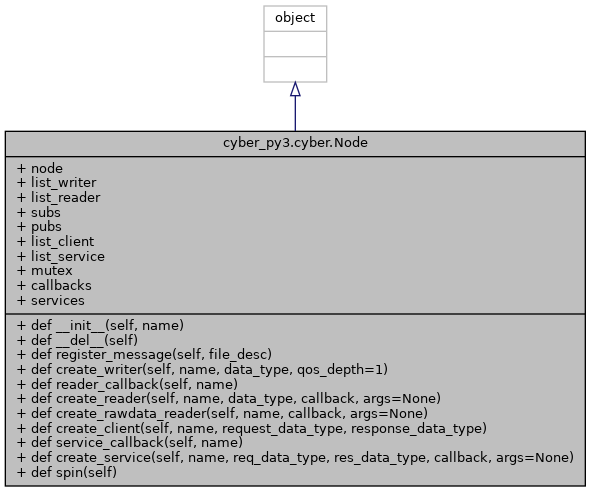 object
cyber_py3.cyber.Node
+ node
+ list_writer
+ list_reader
+ subs
+ pubs
+ list_client
+ list_service
+ mutex
+ callbacks
+ services
+ def __init__(self, name)
+ def __del__(self)
+ def register_message(self, file_desc)
+ def create_writer(self, name, data_type, qos_depth=1)
+ def reader_callback(self, name)
+ def create_reader(self, name, data_type, callback, args=None)
+ def create_rawdata_reader(self, name, callback, args=None)
+ def create_client(self, name, request_data_type, response_data_type)
+ def service_callback(self, name)
+ def create_service(self, name, req_data_type, res_data_type, callback, args=None)
+ def spin(self)